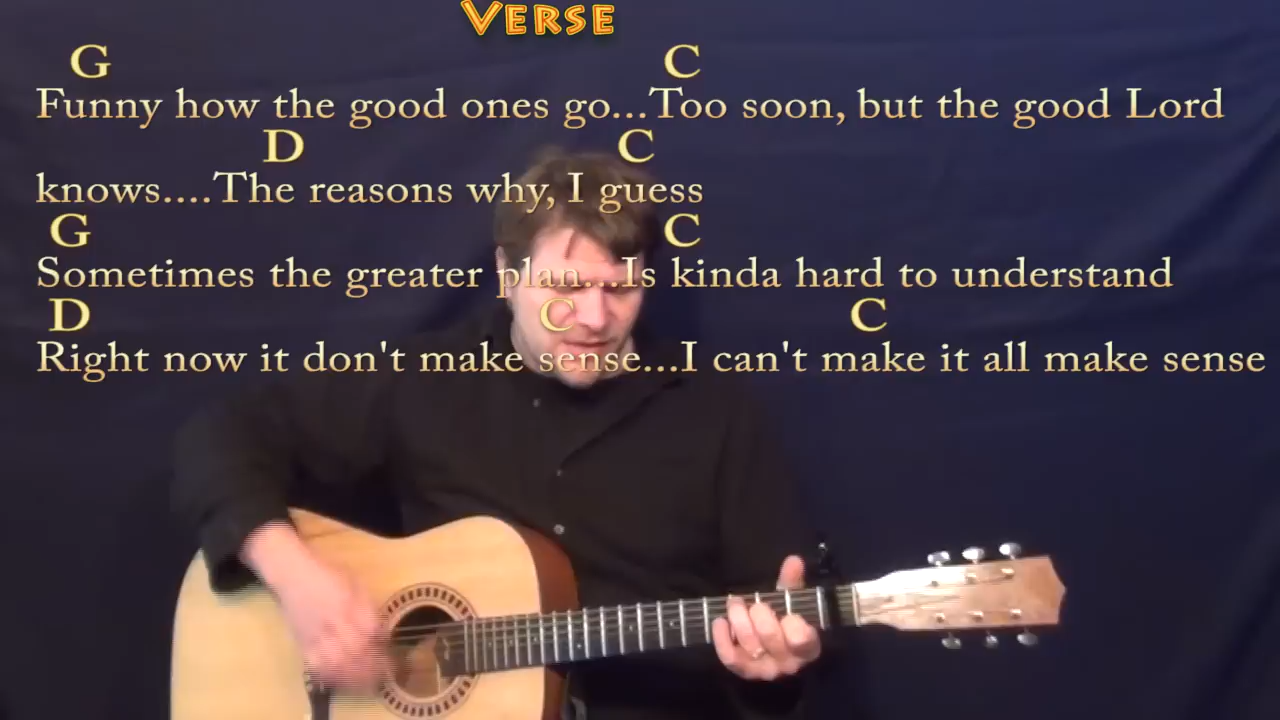 VERSE
G C
Funny how the good ones go...Too soon, but the good Lord
D C
knows....The reasons why, I guess
G C
Sometimes the greater plan...Is kinda hard to understand
D C C
Right now it don't make sense...I can't make it all make sense